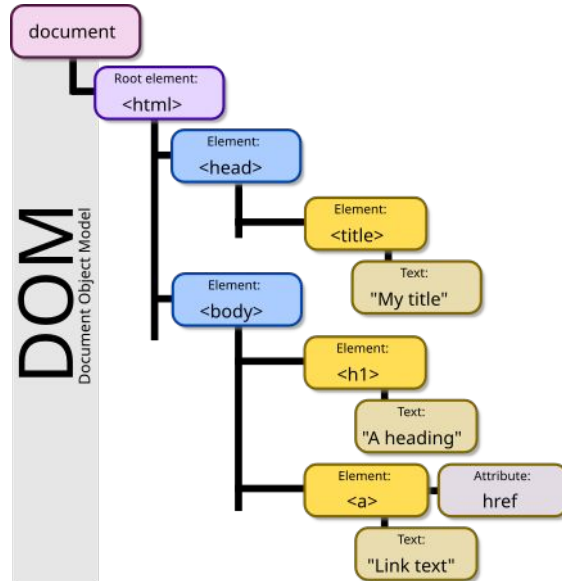 document
Root element:
<html>
Element:
<head>
Element:
<title>
Text:
"My title"
Element:
<body>
Element:
<h1>
Text:
"A heading"
Element:
<a>
Attribute:
href
Text:
"Link text"
DOM
Document Object Model